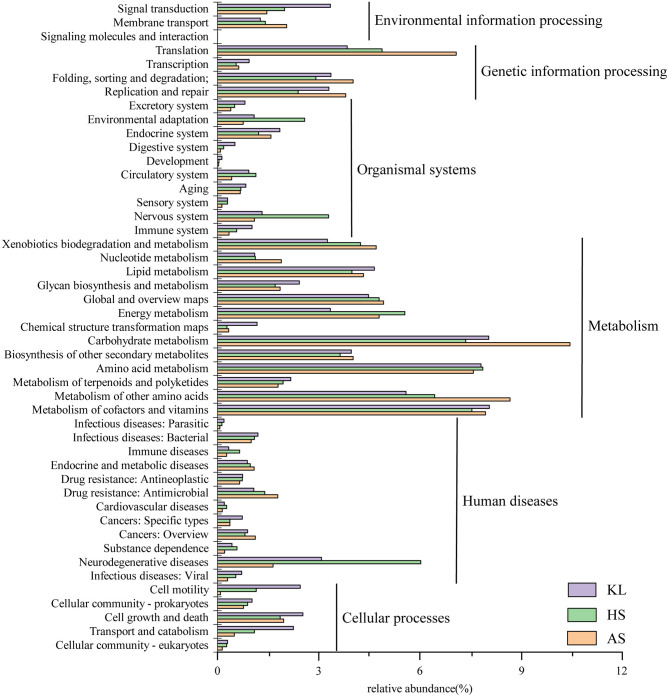 Signal transduction
Membrane transport
Signaling molecules and interaction
Translation
Transcription
Folding, sorting and degradation;
Replication and repair
Excretory system
Environmental adaptation
Endocrine system
Digestive system
Development
Circulatory system
Aging
Sensory system
Nervous system
Immune system
Xenobiotics biodegradation and metabolism
Nucleotide metabolism
Lipid metabolism
Glycan biosynthesis and metabolism
Global and overview maps
Energy metabolism
Chemical structure transformation maps
Carbohydrate metabolism
Biosynthesis of other secondary metabolites
Amino acid metabolism
Metabolism of terpenoids and polyketides
Metabolism of other amino acids
Metabolism of cofactors and vitamins
Infectious diseases: Parasitic
Infectious diseases: Bacterial
Immune diseases
Endocrine and metabolic diseases
Drug resistance: Antineoplastic
Drug resistance: Antimicrobial
Cardiovascular diseases
Cancers: Specific types
Cancers: Overview
Substance dependence
Neurodegenerative diseases
Infectious diseases: Viral
Cell motility
Cellular community - prokaryotes
Cell growth and death
Transport and catabolism
Cellular community - eukaryotes
Environmental information processing
Genetic information processing
Organismal systems
Metabolism
Human diseases
Cellular processes
KL
HS
AS
0 3 6 9 12
relative abundance(%)